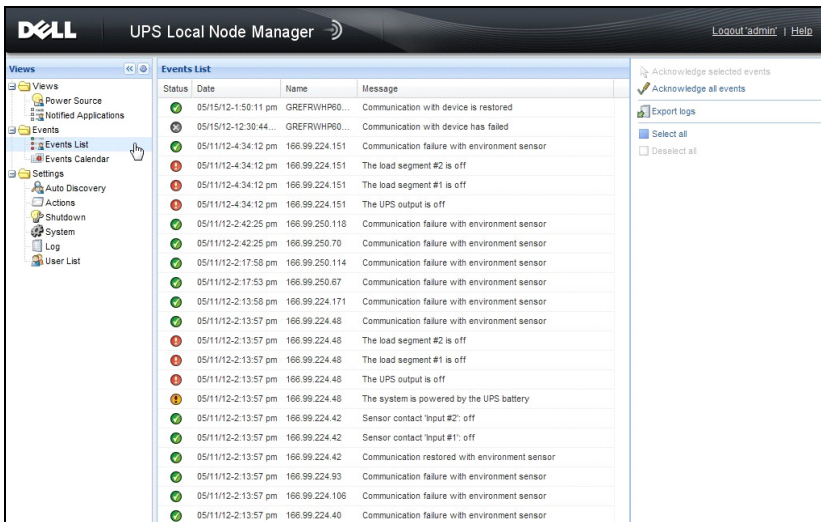 DELL UPS Local Node Manager Logout 'admin' | Help
Views
Views
Power Source
Notified Applications
Events
Events List
Events Calendar
Settings
Auto Discovery
Actions
Shutdown
System
Log
User List
Events List
Status Date Name Message
05/15/12-1:50:11 pm GREFRWHP60... Communication with device is restored
05/15/12-12:30:44... GREFRWHP60... Communication with device has failed
05/11/12-4:34:12 pm 166.99.224.151 Communication failure with environment sensor
05/11/12-4:34:12 pm 166.99.224.151 The load segment #2 is off
05/11/12-4:34:12 pm 166.99.224.151 The load segment #1 is off
05/11/12-4:34:12 pm 166.99.224.151 The UPS output is off
05/11/12-2:42:25 pm 166.99.250.118 Communication failure with environment sensor
05/11/12-2:42:25 pm 166.99.250.70 Communication failure with environment sensor
05/11/12-2:17:58 pm 166.99.250.114 Communication failure with environment sensor
05/11/12-2:17:53 pm 166.99.250.67 Communication failure with environment sensor
05/11/12-2:13:58 pm 166.99.224.171 Communication failure with environment sensor
05/11/12-2:13:57 pm 166.99.224.48 Communication failure with environment sensor
05/11/12-2:13:57 pm 166.99.224.48 The load segment #2 is off
05/11/12-2:13:57 pm 166.99.224.48 The load segment #1 is off
05/11/12-2:13:57 pm 166.99.224.48 The UPS output is off
05/11/12-2:13:57 pm 166.99.224.48 The system is powered by the UPS battery
05/11/12-2:13:57 pm 166.99.224.42 Sensor contact 'Input #2': off
05/11/12-2:13:57 pm 166.99.224.42 Sensor contact 'Input #1': off
05/11/12-2:13:57 pm 166.99.224.42 Communication restored with environment sensor
05/11/12-2:13:57 pm 166.99.224.93 Communication failure with environment sensor
05/11/12-2:13:57 pm 166.99.224.106 Communication failure with environment sensor
05/11/12-2:13:57 pm 166.99.224.40 Communication failure with environment sensor
Acknowledge selected events
Acknowledge all events
Export logs
Select all
Deselect all